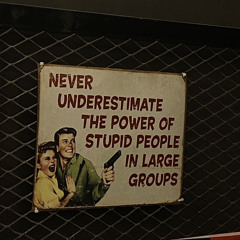 NEVER
UNDERESTIMATE
THE POWER OF
STUPID PEOPLE
IN LARGE
GROUPS